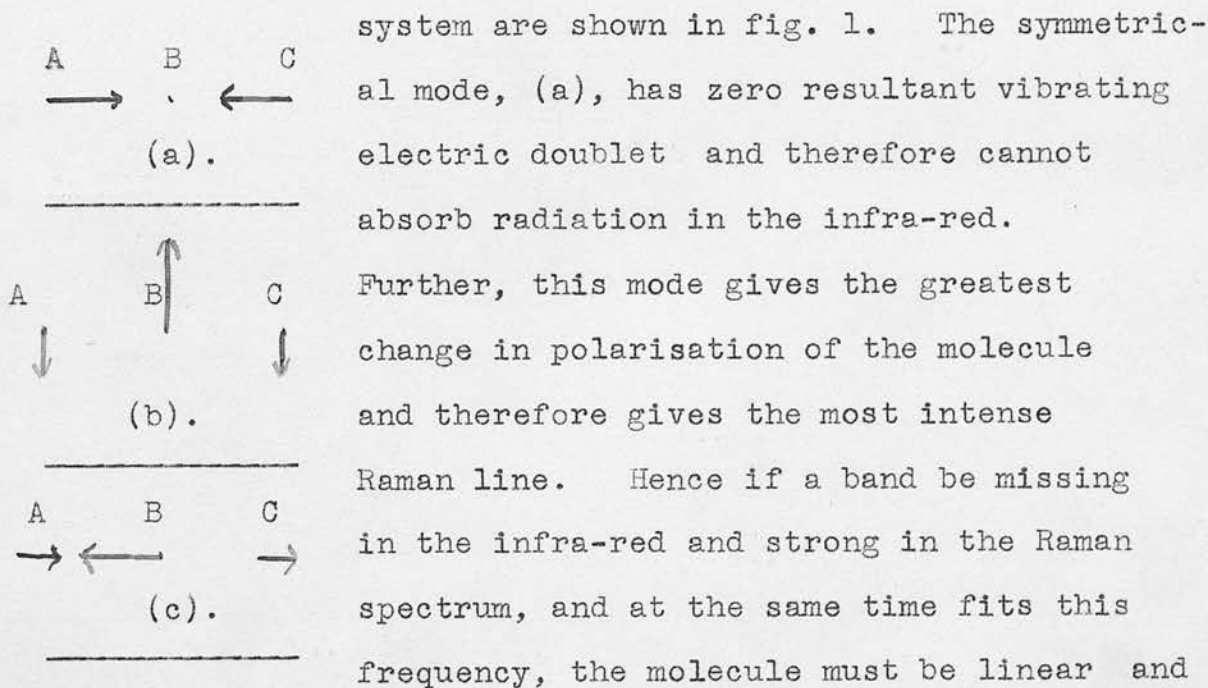 system are shown in fig. 1. The symmetric-
al mode, (a), has zero resultant vibrating
electric doublet and therefore cannot
absorb radiation in the infra-red.
Further, this mode gives the greatest
change in polarisation of the molecule
and therefore gives the most intense
Raman line. Hence if a band be missing
in the infra-red and strong in the Raman
spectrum, and at the same time fits this
frequency, the molecule must be linear and
A B C
(a).
A B C
(b).
A B C
(c).